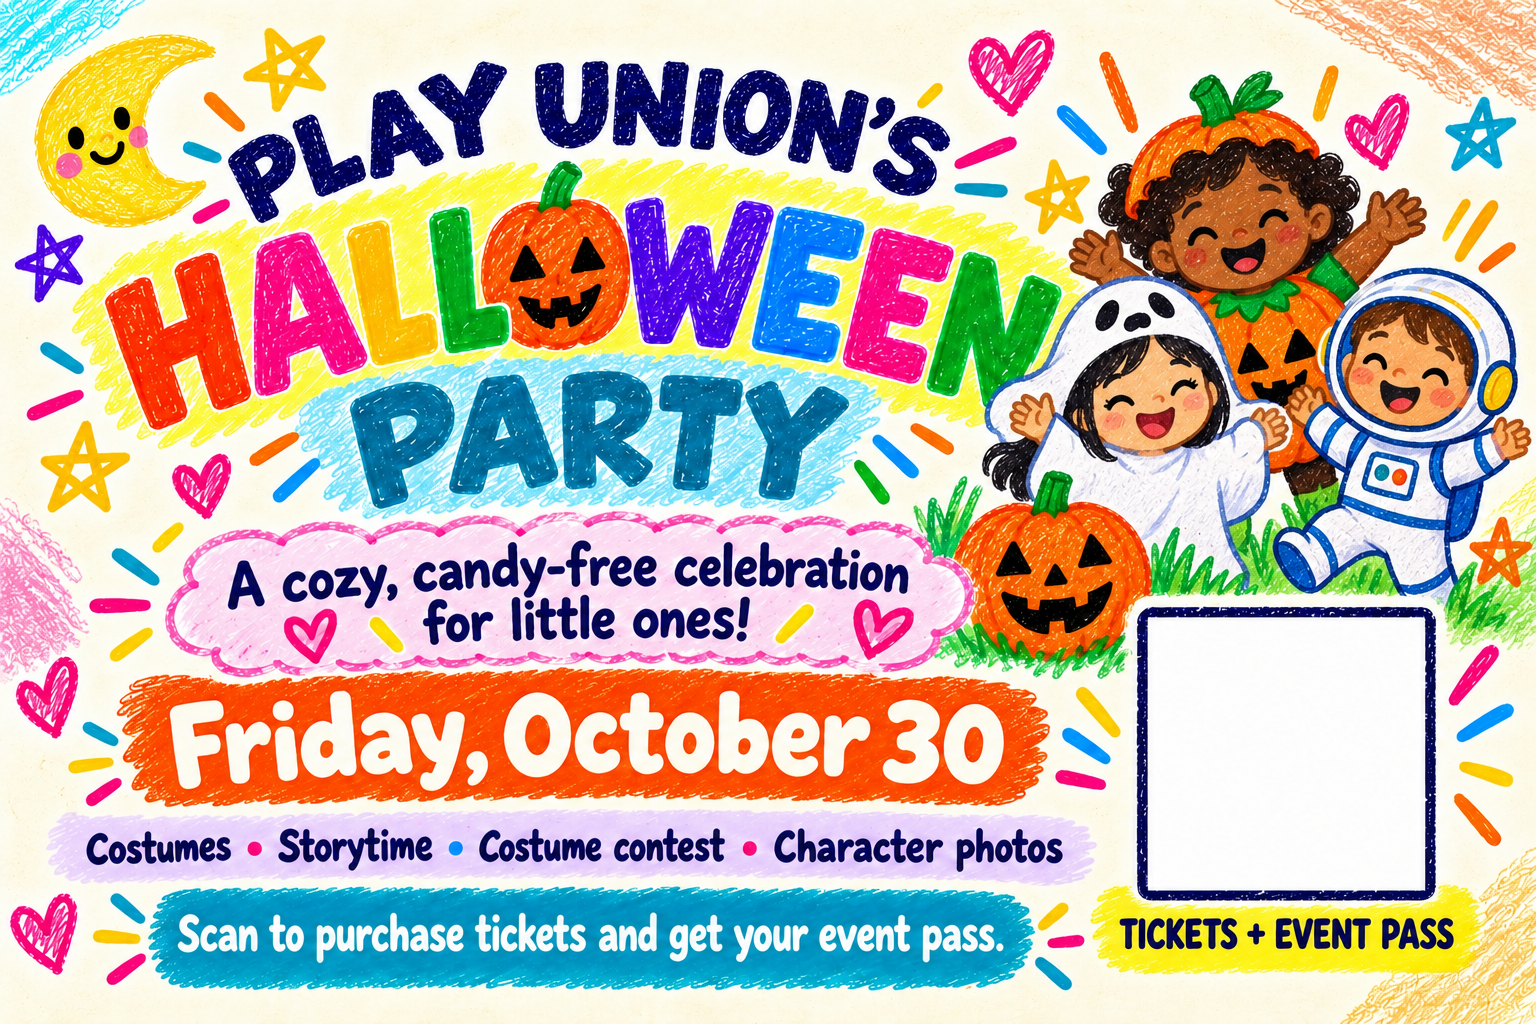 PLAY UNION'S
HALLOWEEN
PARTY
A cozy, candy-free celebration
for little ones!
Friday, October 30
Costumes • Storytime • Costume contest • Character photos
Scan to purchase tickets and get your event pass.
TICKETS + EVENT PASS